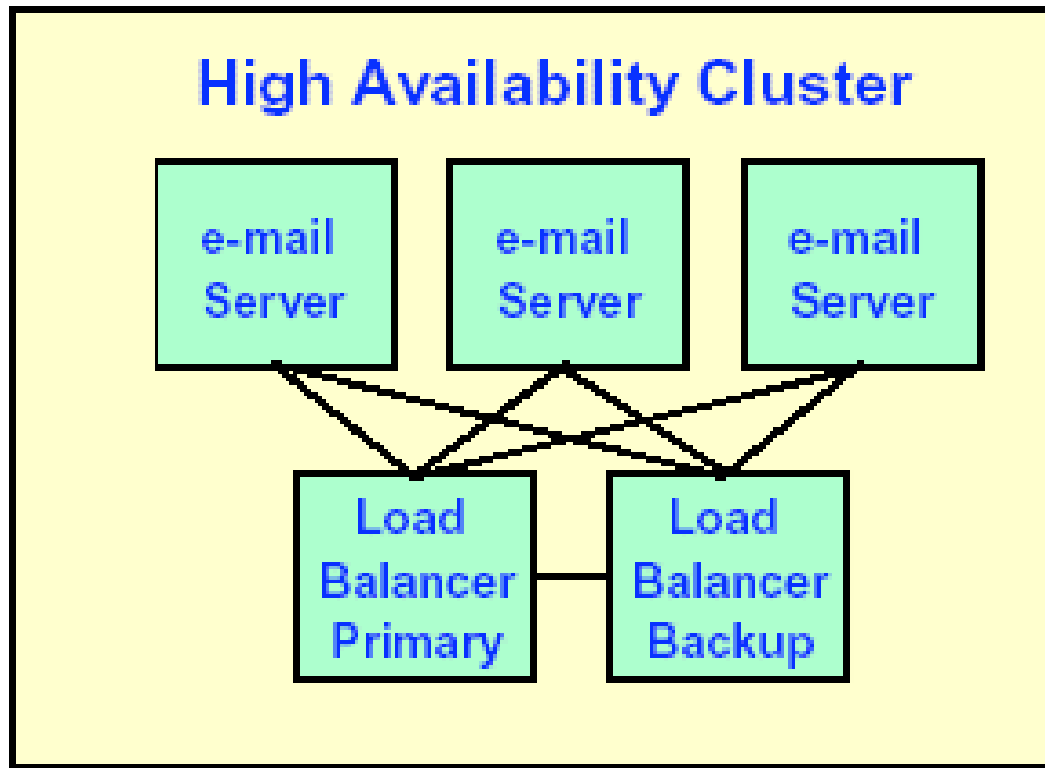 High Availability Cluster
e-mail
Server
e-mail
Server
e-mail
Server
Load
Balancer
Primary
Load
Balancer
Backup